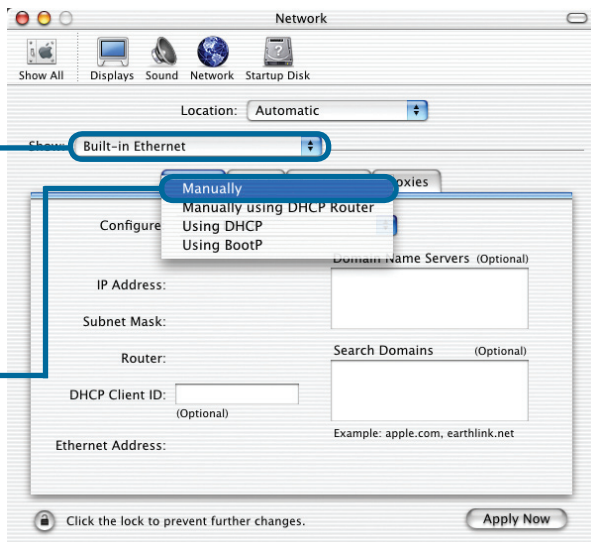 Network
Show All Displays Sound Network Startup Disk
Location: Automatic
Show: Built-in Ethernet
Proxies
Manually
Manually using DHCP Router
Using DHCP
Using BootP
Configure
Domain Name Servers (Optional)
IP Address:
Subnet Mask:
Search Domains (Optional)
Router:
DHCP Client ID:
(Optional)
Example: apple.com, earthlink.net
Ethernet Address:
Click the lock to prevent further changes.
Apply Now